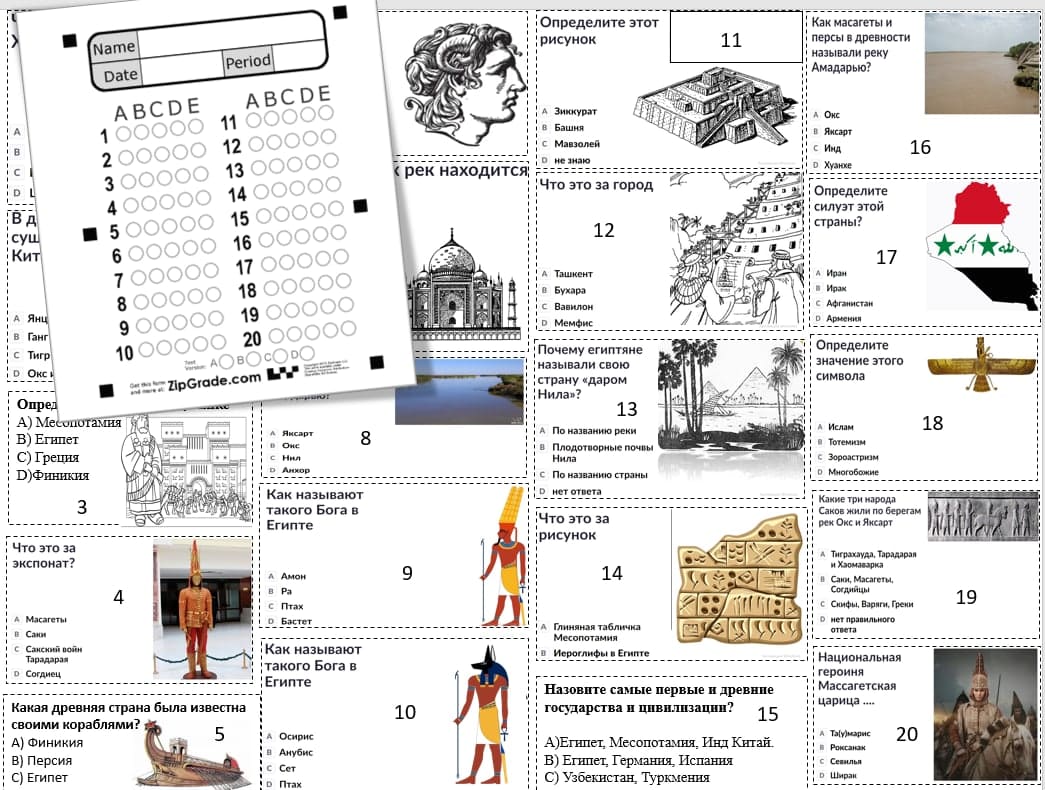 Name
Date
Period
A B C D E
A B C D E
1
2
3
4
5
6
7
8
9
10
11
12
13
14
15
16
17
18
19
20
Test
Version:
A
B
C
D
Get this form
and more at:
ZipGrade.com
A
B
C
D
В д
сущ
Кит
A Янц
B Ганг
C Тигр
D Окс и
Опред
A) Месопотамия
B) Египет
C) Греция
D)Финикия
3
Что это за
экспонат?
4
A Масагеты
B Саки
C Сакский войн
Тарадарая
D Согдиец
Какая древняя страна была известна
своими кораблями?
5
A) Финикия
B) Персия
C) Египет
к рек находится
8
A Яксарт
B Окс
C Нил
D Анхор
Как называют
такого Бога в
Египте
9
A Амон
B Ра
C Птах
D Бастет
Как называют
такого Бога в
Египте
10
A Осирис
B Анубис
C Сет
D Птах
Определите этот
рисунок
11
A Зиккурат
B Башня
C Мавзолей
D не знаю
Что это за город
12
A Ташкент
B Бухара
C Вавилон
D Мемфис
Почему египтяне
называли свою
страну «даром
Нила»?
13
A По названию реки
B Плодотворные почвы
Нила
C По названию страны
D нет ответа
Что это за
рисунок
14
A Глиняная табличка
Месопотамия
B Иероглифы в Египте
Назовите самые первые и древние
государства и цивилизации?
15
A)Египет, Месопотамия, Инд Китай.
B) Египет, Германия, Испания
C) Узбекистан, Туркмения
Как масагеты и
персы в древности
называли реку
Амадарью?
A Окс
B Яксарт
C Инд
D Хуанхе
16
Определите
силуэт этой
страны?
17
A Иран
B Ирак
C Афганистан
D Армения
Определите
значение этого
символа
18
A Ислам
B Тотемизм
C Зороастризм
D Многобожие
Какие три народа
Саков жили по берегам
рек Окс и Яксарт
A Тиграхауда, Тарадарая
и Хаомаварка
B Саки, Масагеты,
Согдийцы
C Скифы, Варяги, Греки
D нет правильного
ответа
19
Национальная
героиня
Массагетская
царица ....
20
A Та(у)марис
B Роксанак
C Севилья
D Ширак